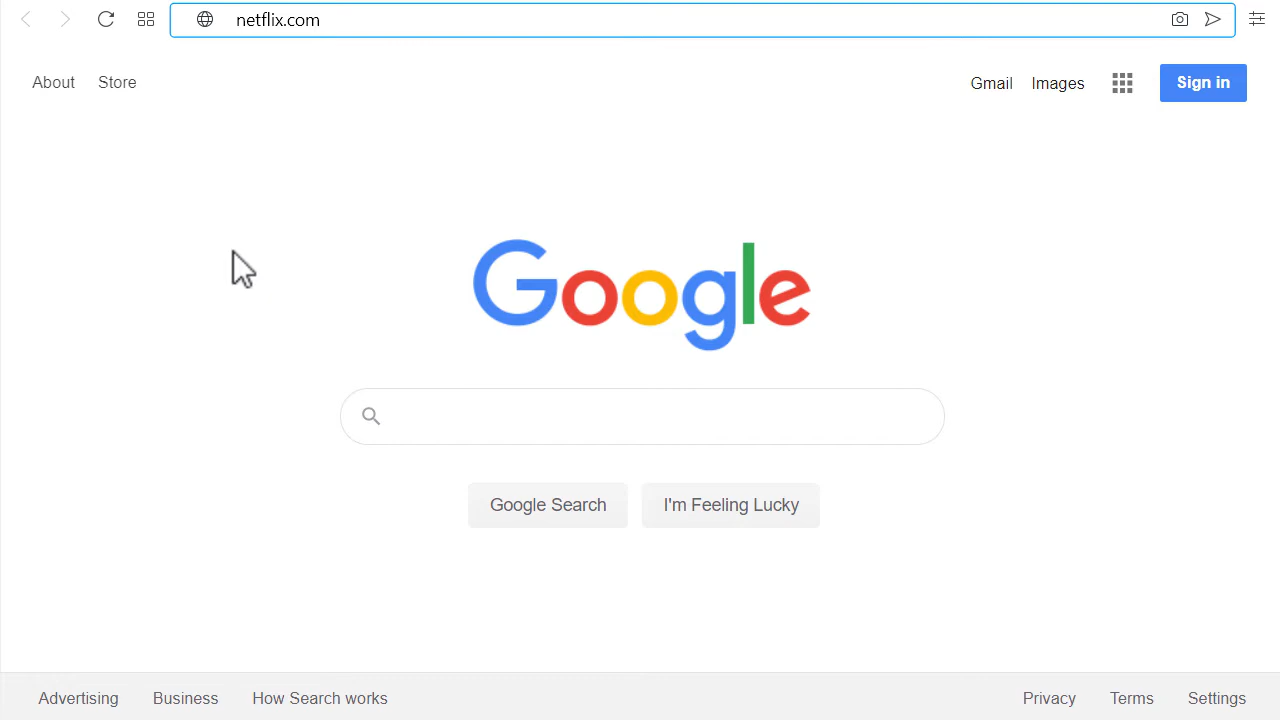 netflix.com
About Store Gmail Images Sign in
Google
Google Search I'm Feeling Lucky
Advertising Business How Search works Privacy Terms Settings